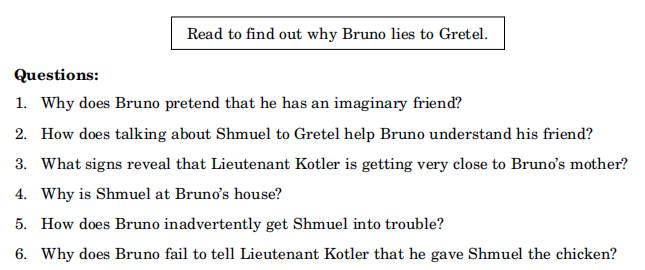 Read to find out why Bruno lies to Gretel.
Questions:
1. Why does Bruno pretend that he has an imaginary friend?
2. How does talking about Shmuel to Gretel help Bruno understand his friend?
3. What signs reveal that Lieutenant Kotler is getting very close to Bruno's mother?
4. Why is Shmuel at Bruno's house?
5. How does Bruno inadvertently get Shmuel into trouble?
6. Why does Bruno fail to tell Lieutenant Kotler that he gave Shmuel the chicken?